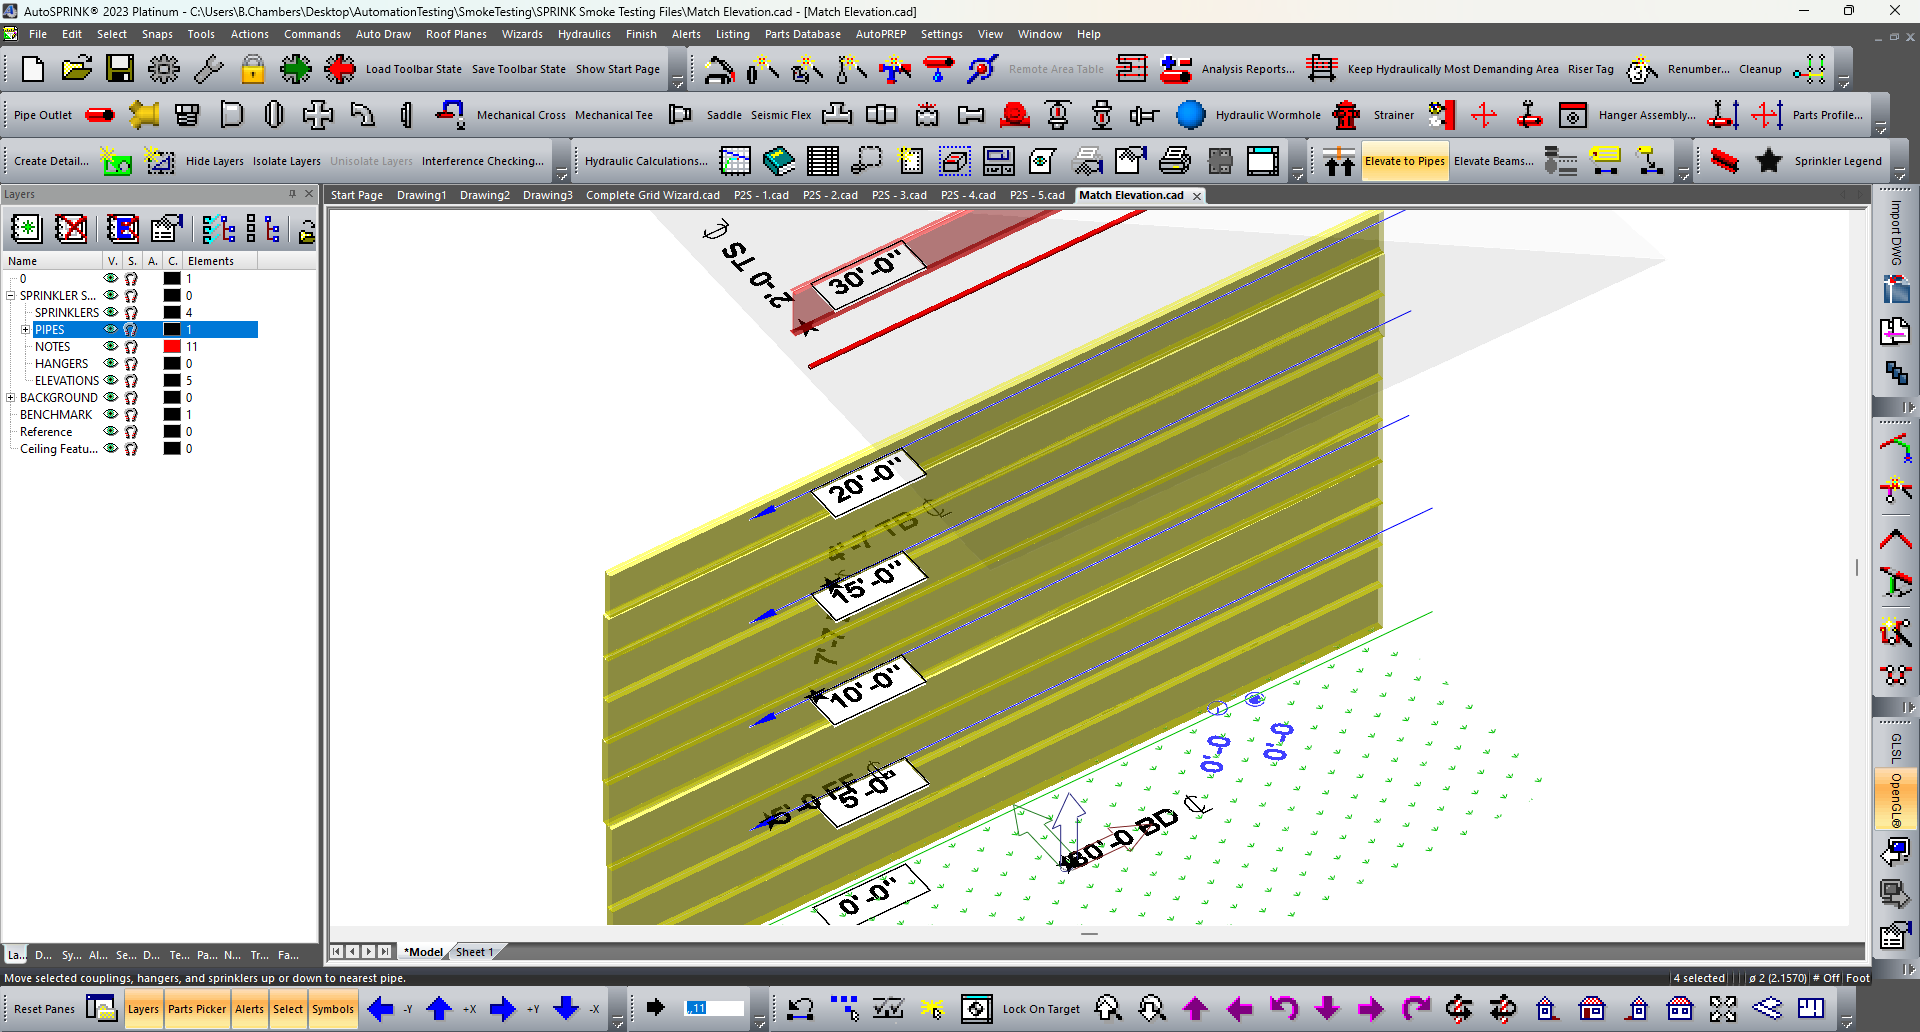 AutoSPRINK® 2023 Platinum - C:\Users\B.Chambers\Desktop\AutomationTesting\SmokeTesting\SPRINK Smoke Testing Files\Match Elevation.cad - [Match Elevation.cad]
File Edit Select Snaps Tools Actions Commands Auto Draw Roof Planes Wizards Hydraulics Finish Alerts Listing Parts Database AutoPREP Settings View Window Help
Load Toolbar State Save Toolbar State Show Start Page Remote Area Table Analysis Reports... Keep Hydraulically Most Demanding Area Riser Tag Renumber... Cleanup
Pipe Outlet Mechanical Cross Mechanical Tee Saddle Seismic Flex Hydraulic Wormhole Strainer Hanger Assembly... Parts Profile...
Create Detail... Hide Layers Isolate Layers Unisolate Layers Interference Checking... Hydraulic Calculations... Elevate to Pipes Elevate Beams... Sprinkler Legend
Layers
Start Page Drawing1 Drawing2 Drawing3 Complete Grid Wizard.cad P2S - 1.cad P2S - 2.cad P2S - 3.cad P2S - 4.cad P2S - 5.cad Match Elevation.cad
Name V. S. A. C. Elements
0 1
SPRINKLER S... 0
SPRINKLERS 4
PIPES 1
NOTES 11
HANGERS 0
ELEVATIONS 5
BACKGROUND 0
BENCHMARK 1
Reference 0
Ceiling Featu... 0
2'-0 TS
30'-0"
20'-0"
4'-7 TB
15'-0"
10'-0"
5'-0"
0'-0"
0'-0
0'-0
Import DWG
GLSL
OpenGL®
La... D... Sy... Al... Se... D... Te... Pa... N... Tr... Fa...
*Model Sheet 1
Move selected couplings, hangers, and sprinklers up or down to nearest pipe.
4 selected ø 2 (2.1570) # Off Foot
Reset Panes Layers Parts Picker Alerts Select Symbols -Y +X +Y -X ,,11 Lock On Target